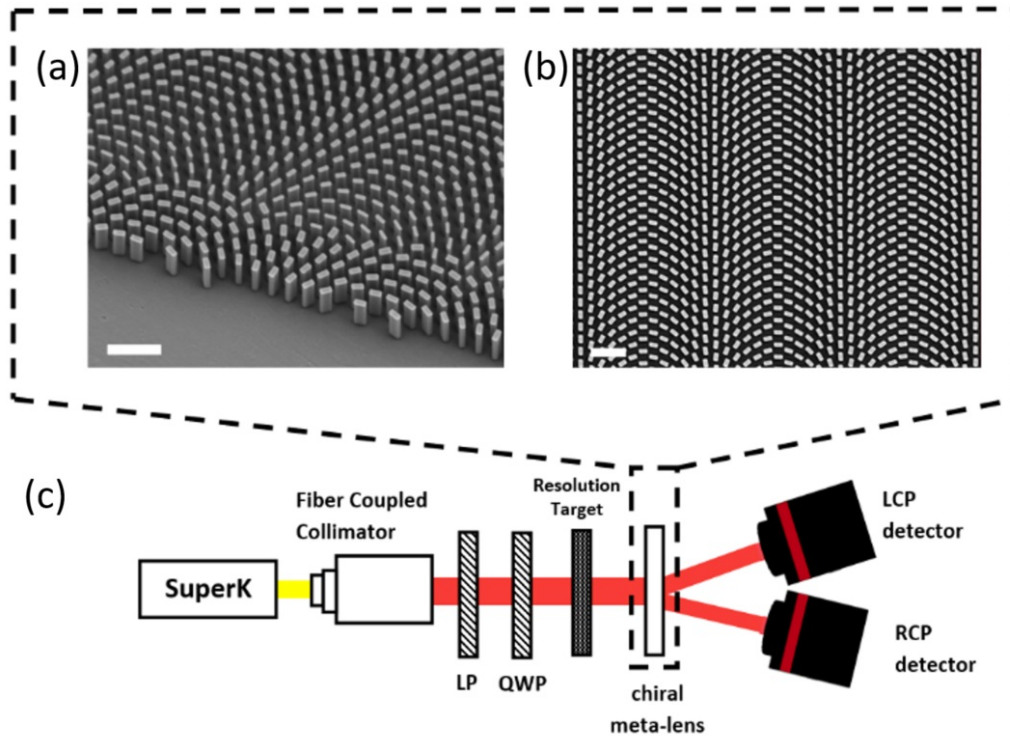 (a)
(b)
(c)
Fiber Coupled
Collimator
Resolution
Target
LCP
detector
SuperK
RCP
detector
LP
QWP
chiral
meta-lens